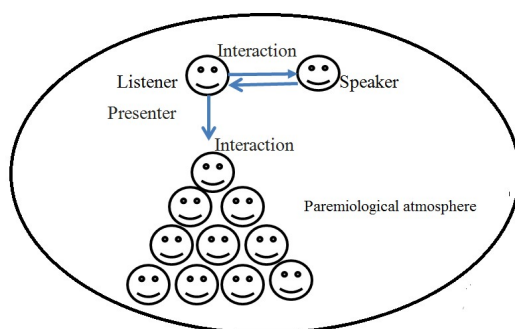 Interaction
Listener
Speaker
Presenter
Interaction
Paremiological atmosphere